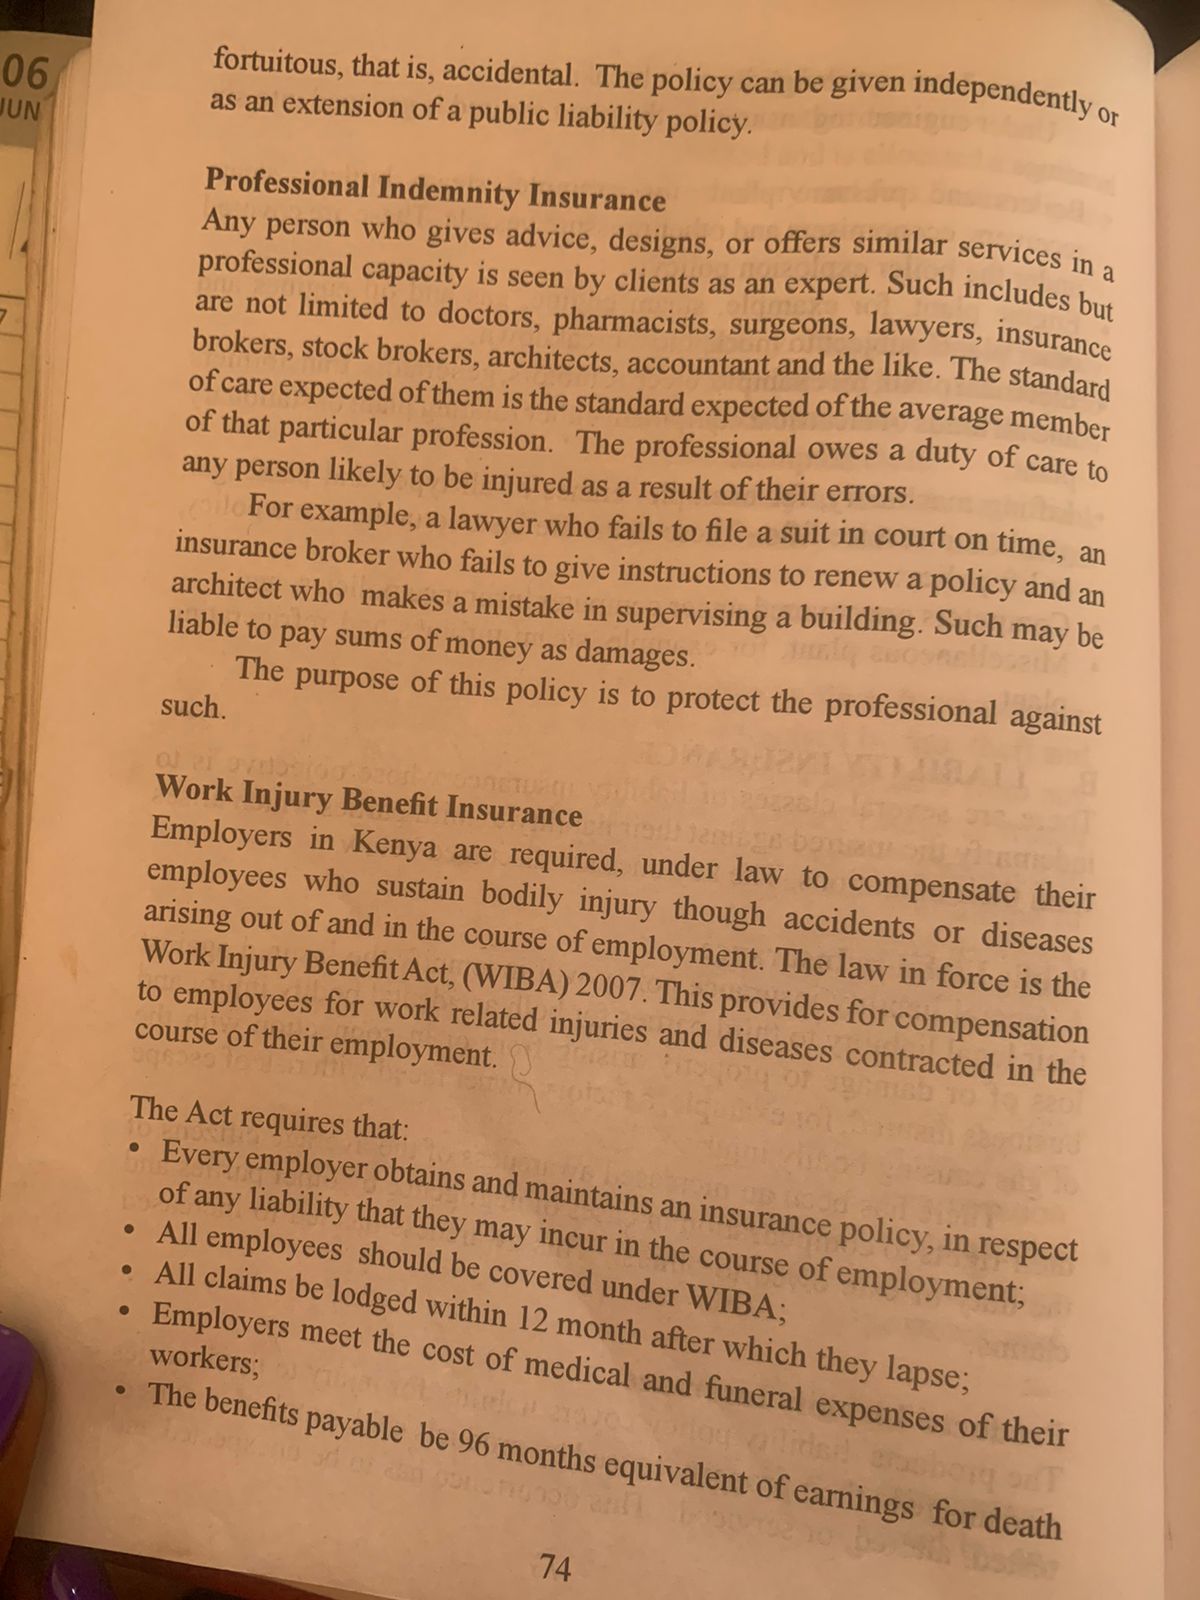 06
JUN
7
fortuitous, that is, accidental. The policy can be given independently or
as an extension of a public liability policy.
Professional Indemnity Insurance
Any person who gives advice, designs, or offers similar services in a
professional capacity is seen by clients as an expert. Such includes but
are not limited to doctors, pharmacists, surgeons, lawyers, insurance
brokers, stock brokers, architects, accountant and the like. The standard
of care expected of them is the standard expected of the average member
of that particular profession. The professional owes a duty of care to
any person likely to be injured as a result of their errors.
For example, a lawyer who fails to file a suit in court on time, an
insurance broker who fails to give instructions to renew a policy and an
architect who makes a mistake in supervising a building. Such may be
liable to pay sums of money as damages.
The purpose of this policy is to protect the professional against
such.
Work Injury Benefit Insurance
Employers in Kenya are required, under law to compensate their
employees who sustain bodily injury though accidents or diseases
arising out of and in the course of employment. The law in force is the
Work Injury Benefit Act, (WIBA) 2007. This provides for compensation
to employees for work related injuries and diseases contracted in the
course of their employment.
The Act requires that:
• Every employer obtains and maintains an insurance policy, in respect
of any liability that they may incur in the course of employment;
• All employees should be covered under WIBA;
• All claims be lodged within 12 month after which they lapse;
• Employers meet the cost of medical and funeral expenses of their
workers;
• The benefits payable be 96 months equivalent of earnings for death
74